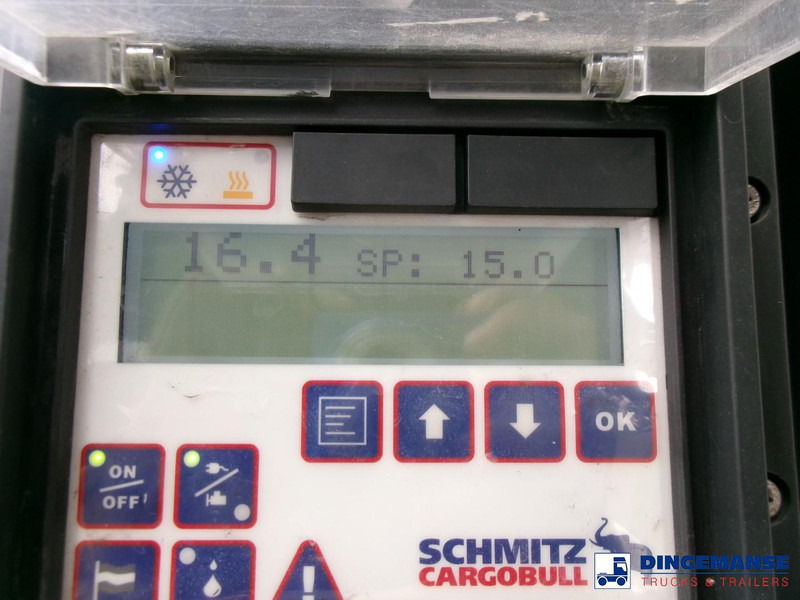 16.4 SP: 15.0
OK
ON
OFF
SCHMITZ
CARGOBULL
DINGEMANSE
TRUCKS & TRAILERS